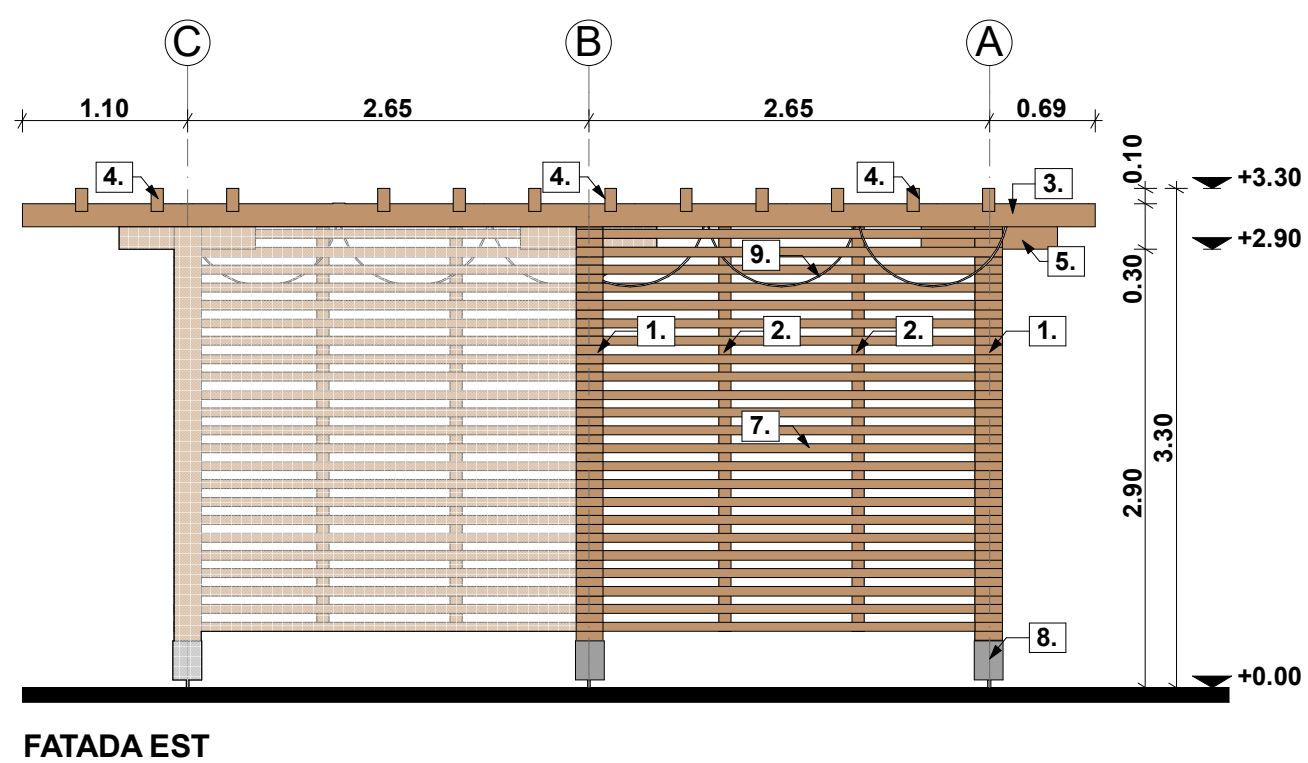 C B A
1.10 2.65 2.65 0.69
0.10
4. 4. 4. 3. +3.30
+2.90
9. 5.
0.30
1. 2. 2. 1.
7.
3.30
2.90
8.
+0.00
FATADA EST